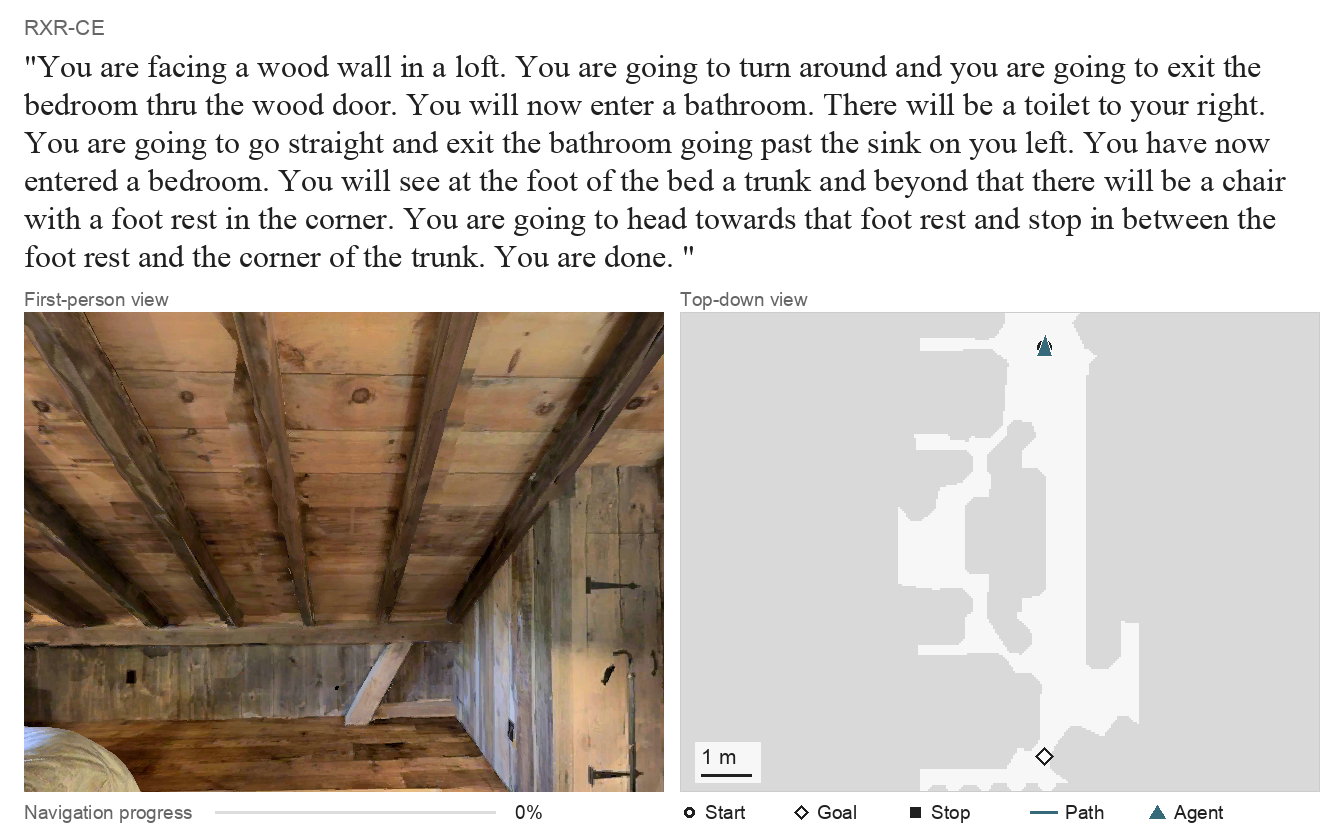 RXR-CE
"You are facing a wood wall in a loft. You are going to turn around and you are going to exit the
bedroom thru the wood door. You will now enter a bathroom. There will be a toilet to your right.
You are going to go straight and exit the bathroom going past the sink on you left. You have now
entered a bedroom. You will see at the foot of the bed a trunk and beyond that there will be a chair
with a foot rest in the corner. You are going to head towards that foot rest and stop in between the
foot rest and the corner of the trunk. You are done. "
First-person view
Top-down view
1 m
Navigation progress
0%
Start
Goal
Stop
Path
Agent